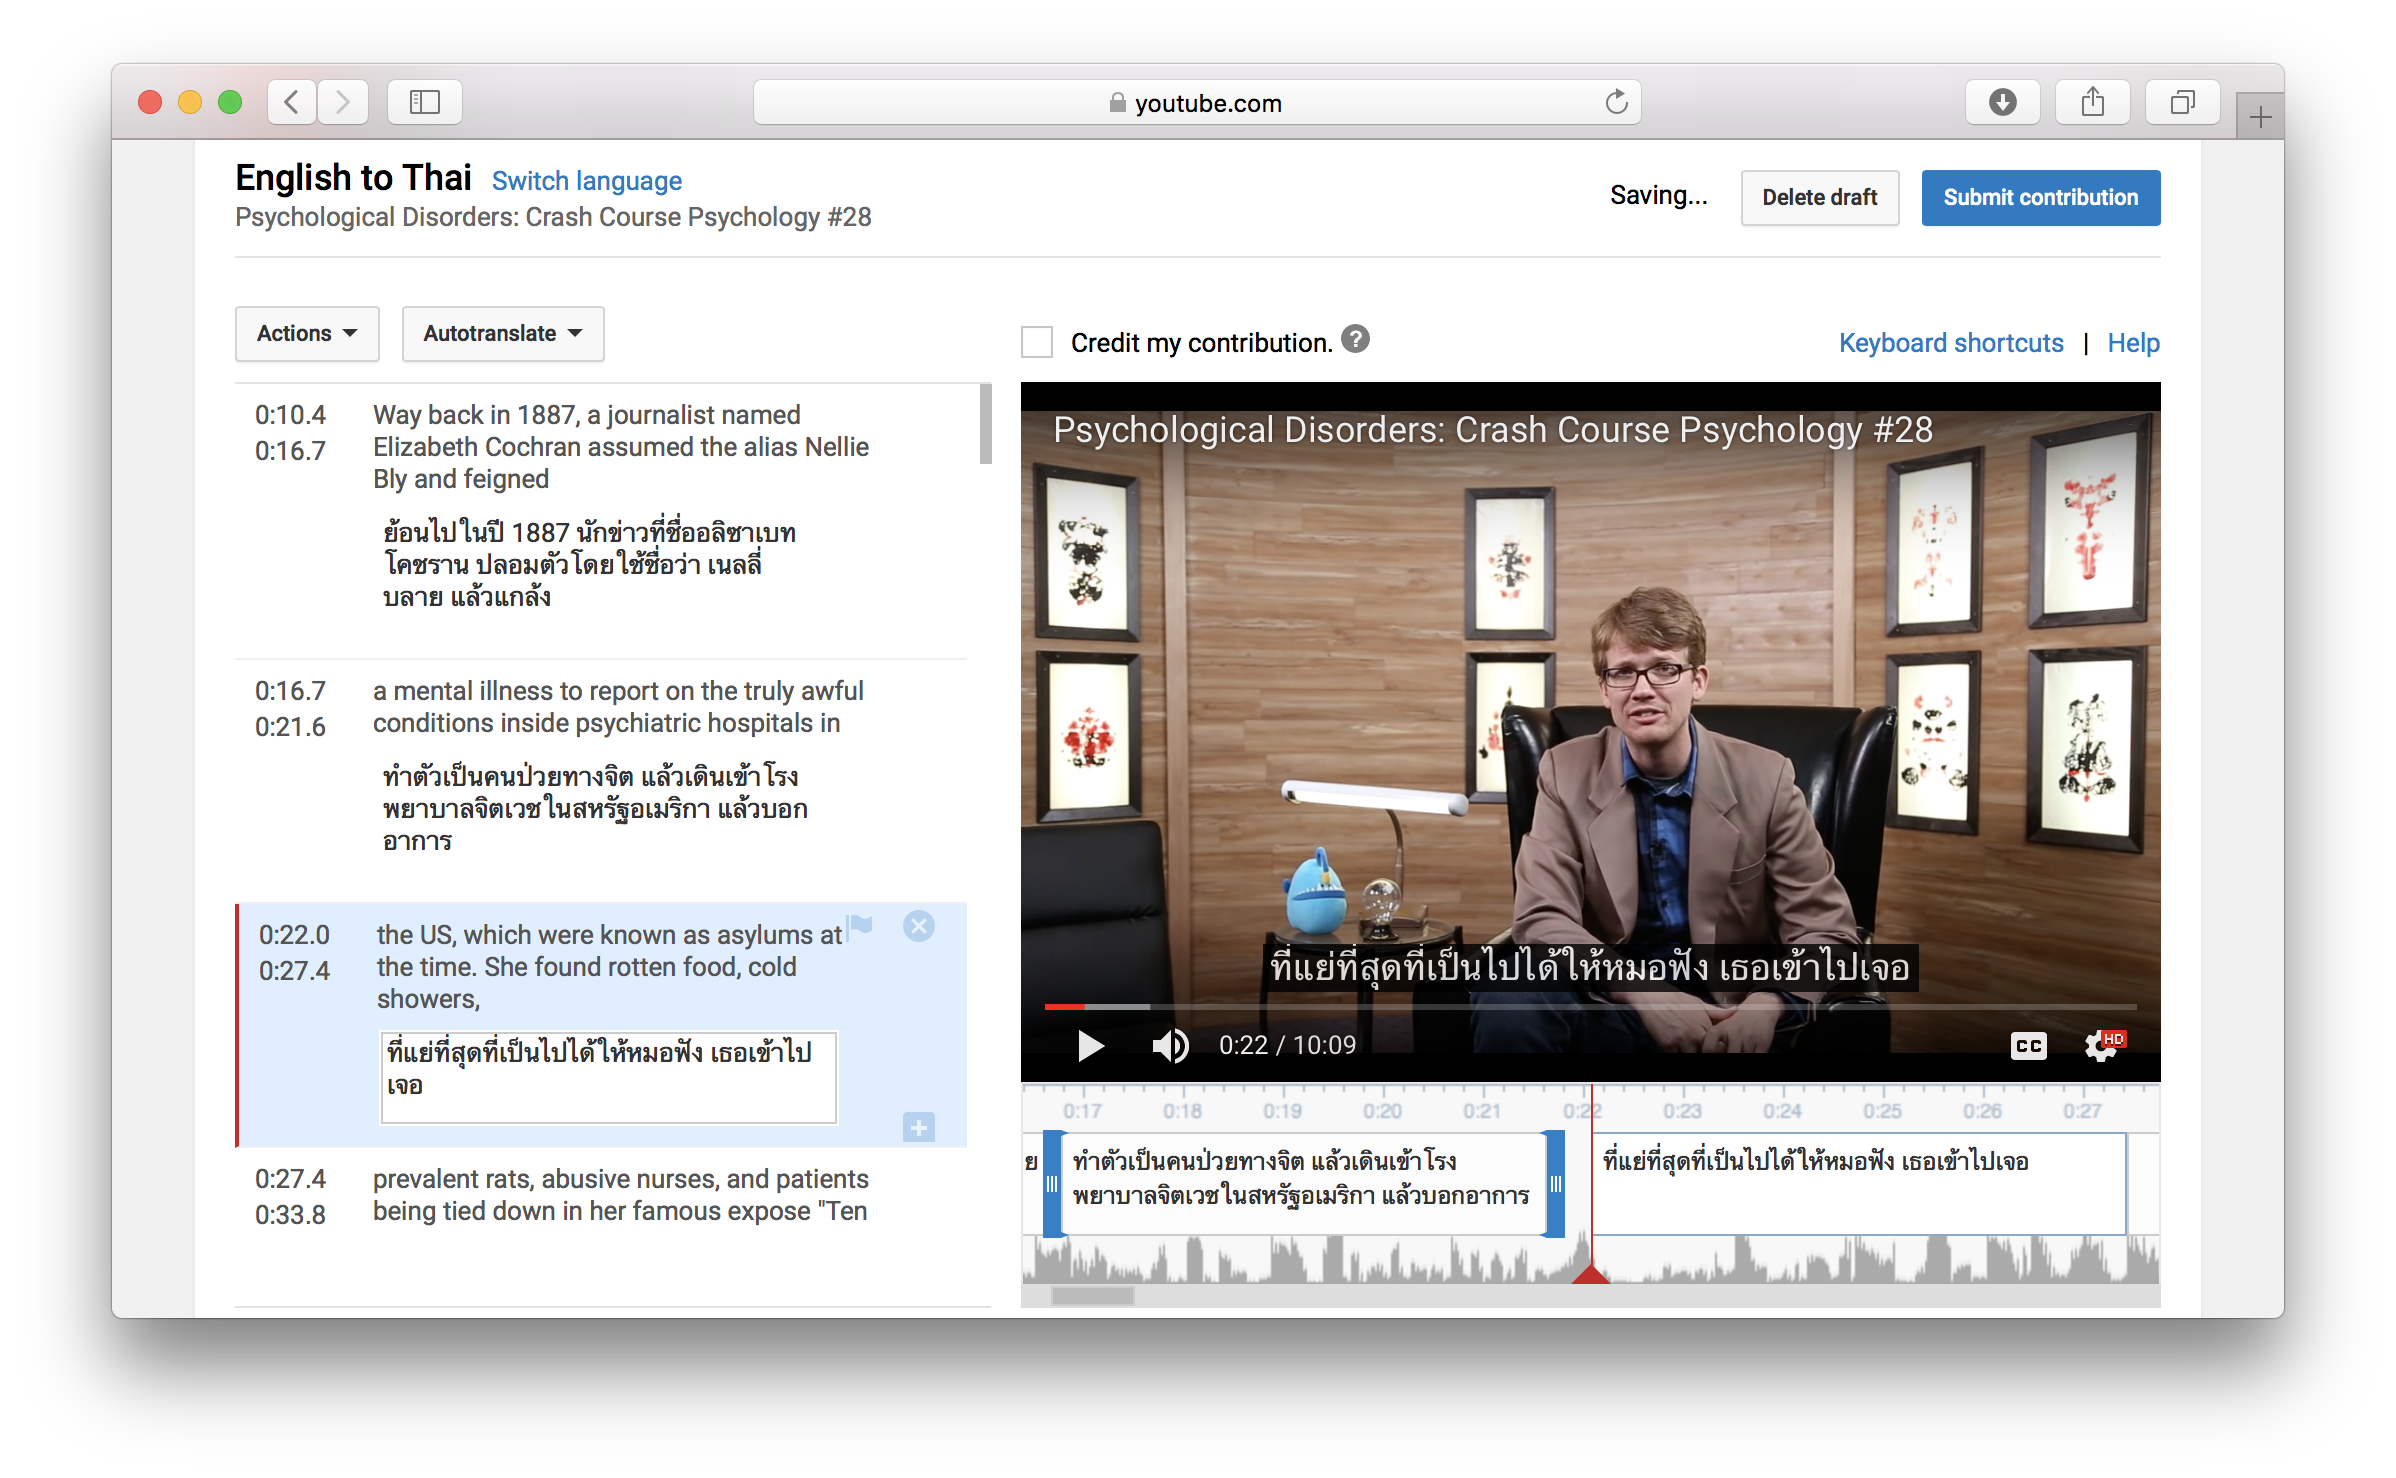 youtube.com
English to Thai Switch language
Psychological Disorders: Crash Course Psychology #28
Saving...
Delete draft
Submit contribution
Actions
Autotranslate
Credit my contribution. ?
Keyboard shortcuts | Help
0:10.4
0:16.7
Way back in 1887, a journalist named
Elizabeth Cochran assumed the alias Nellie
Bly and feigned
ย้อนไปในปี 1887 นักข่าวที่ชื่ออลิซาเบท
โคชราน ปลอมตัวโดยใช้ชื่อว่า เนลลี่
บลาย แล้วแกล้ง
0:16.7
0:21.6
a mental illness to report on the truly awful
conditions inside psychiatric hospitals in
ทำตัวเป็นคนป่วยทางจิต แล้วเดินเข้าโรง
พยาบาลจิตเวชในสหรัฐอเมริกา แล้วบอก
อาการ
0:22.0
0:27.4
the US, which were known as asylums at
the time. She found rotten food, cold
showers,
ที่แย่ที่สุดที่เป็นไปได้ให้หมอฟัง เธอเข้าไป
เจอ
0:27.4
0:33.8
prevalent rats, abusive nurses, and patients
being tied down in her famous expose "Ten
Psychological Disorders: Crash Course Psychology #28
ที่แย่ที่สุดที่เป็นไปได้ให้หมอฟัง เธอเข้าไปเจอ
0:22 / 10:09
CC
HD
0:17 0:18 0:19 0:20 0:21 0:22 0:23 0:24 0:25 0:26 0:27
ย
ทำตัวเป็นคนป่วยทางจิต แล้วเดินเข้าโรง
พยาบาลจิตเวชในสหรัฐอเมริกา แล้วบอกอาการ
ที่แย่ที่สุดที่เป็นไปได้ให้หมอฟัง เธอเข้าไปเจอ